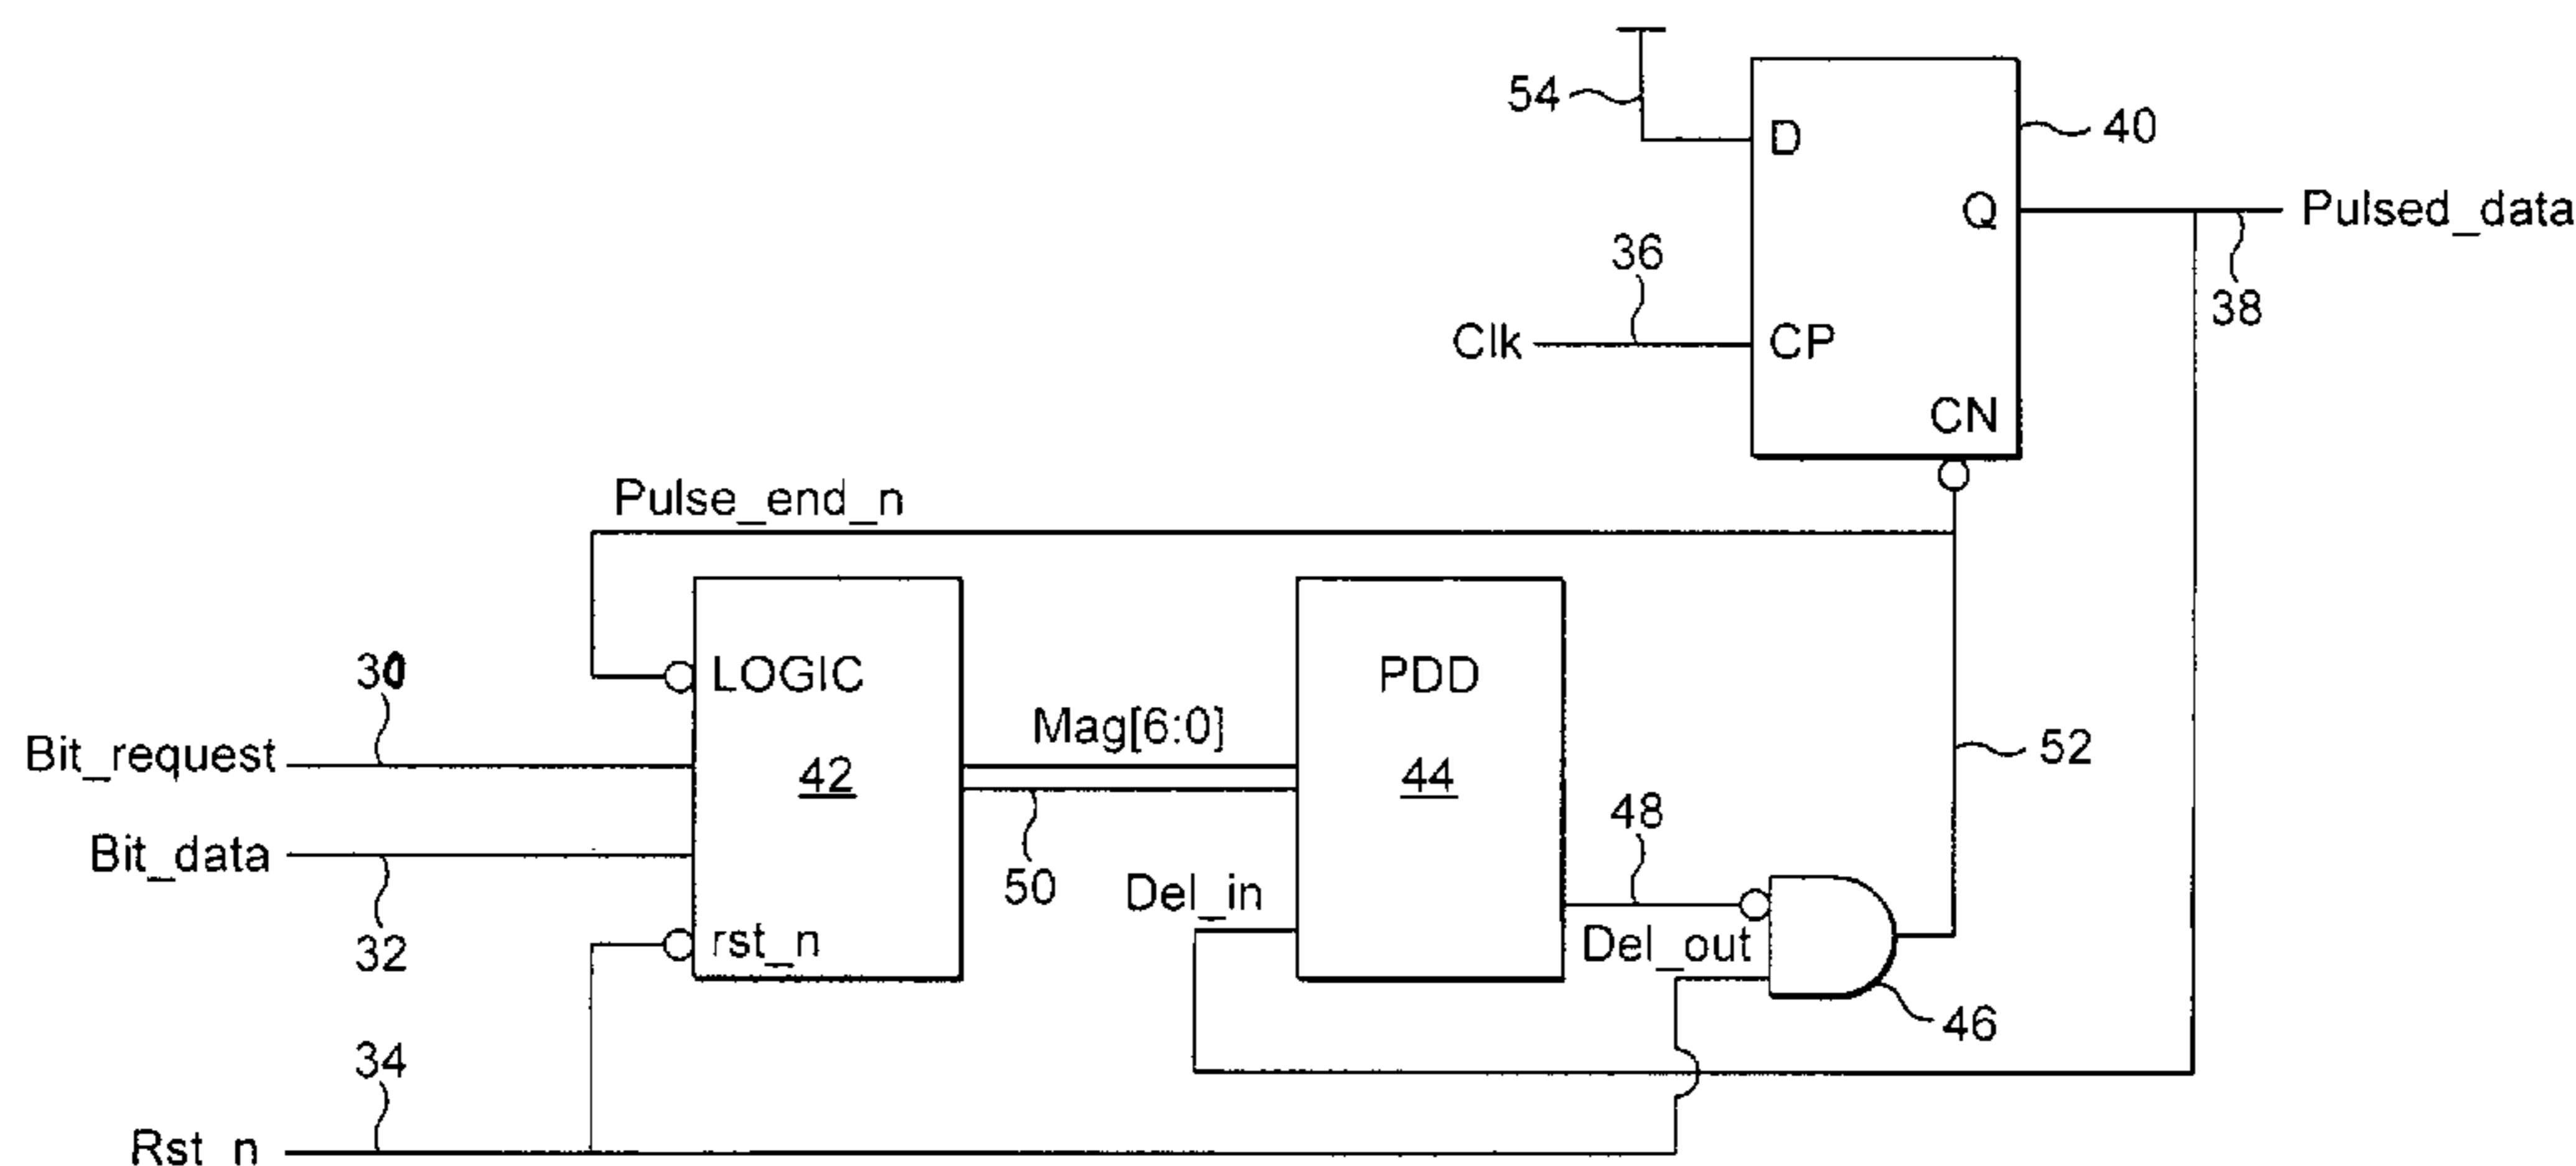 54
D
40
Q
Pulsed_data
36
38
Clk
CP
CN
Pulse_end_n
LOGIC
PDD
30
Mag[6:0]
Bit_request
42
44
52
48
Bit_data
50
Del_in
32
rst_n
Del_out
46
34
Rst_n